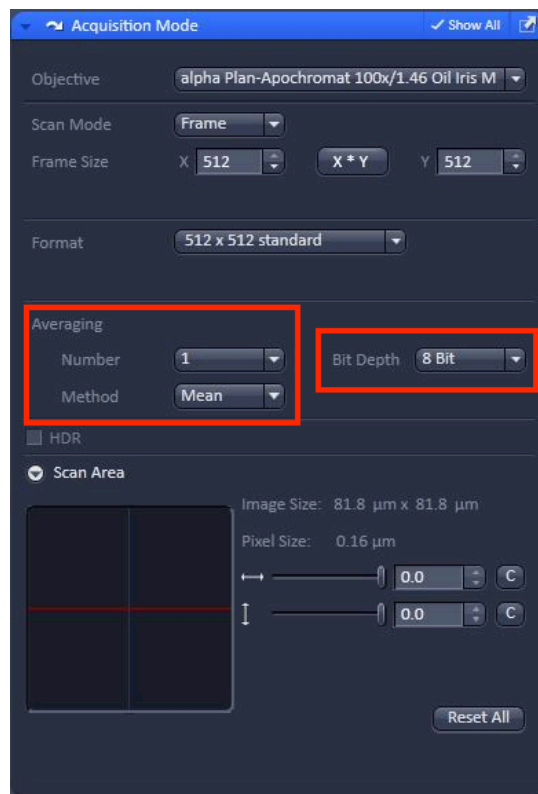 Acquisition Mode ✓ Show All
Objective alpha Plan-Apochromat 100x/1.46 Oil Iris M
Scan Mode Frame
Frame Size X 512 X * Y Y 512
Format 512 x 512 standard
Averaging
Number 1 Bit Depth 8 Bit
Method Mean
HDR
Scan Area
Image Size: 81.8 µm x 81.8 µm
Pixel Size: 0.16 µm
0.0 C
0.0 C
Reset All